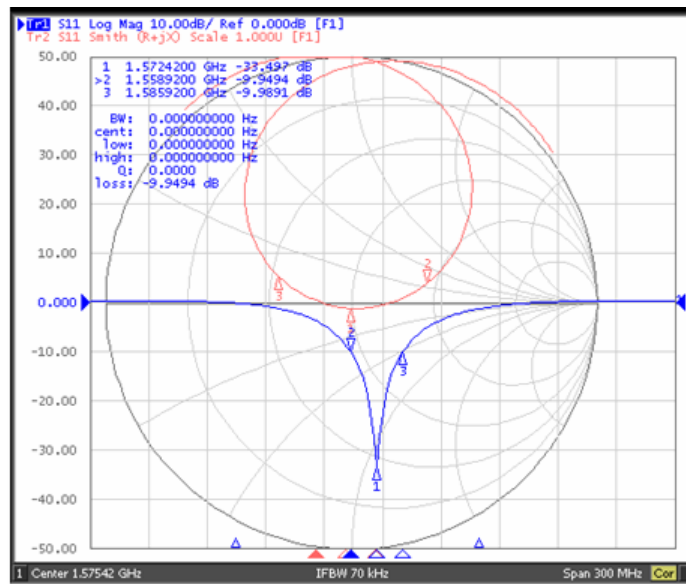 Tr1 S11 Log Mag 10.00dB/ Ref 0.000dB [F1]
Tr2 S11 Smith (R+jX) Scale 1.000U [F1]
50.00
1 1.5724200 GHz -33.497 dB
>2 1.5589200 GHz -9.9494 dB
3 1.5859200 GHz -9.9891 dB
40.00
BW: 0.000000000 Hz
cent: 0.000000000 Hz
low: 0.000000000 Hz
high: 0.000000000 Hz
Q: 0.0000
loss: -9.9494 dB
30.00
20.00
10.00
2
3
0.000
2
3
-10.00
-20.00
-30.00
1
-40.00
-50.00
1 Center 1.57542 GHz IFBW 70 kHz Span 300 MHz Cor